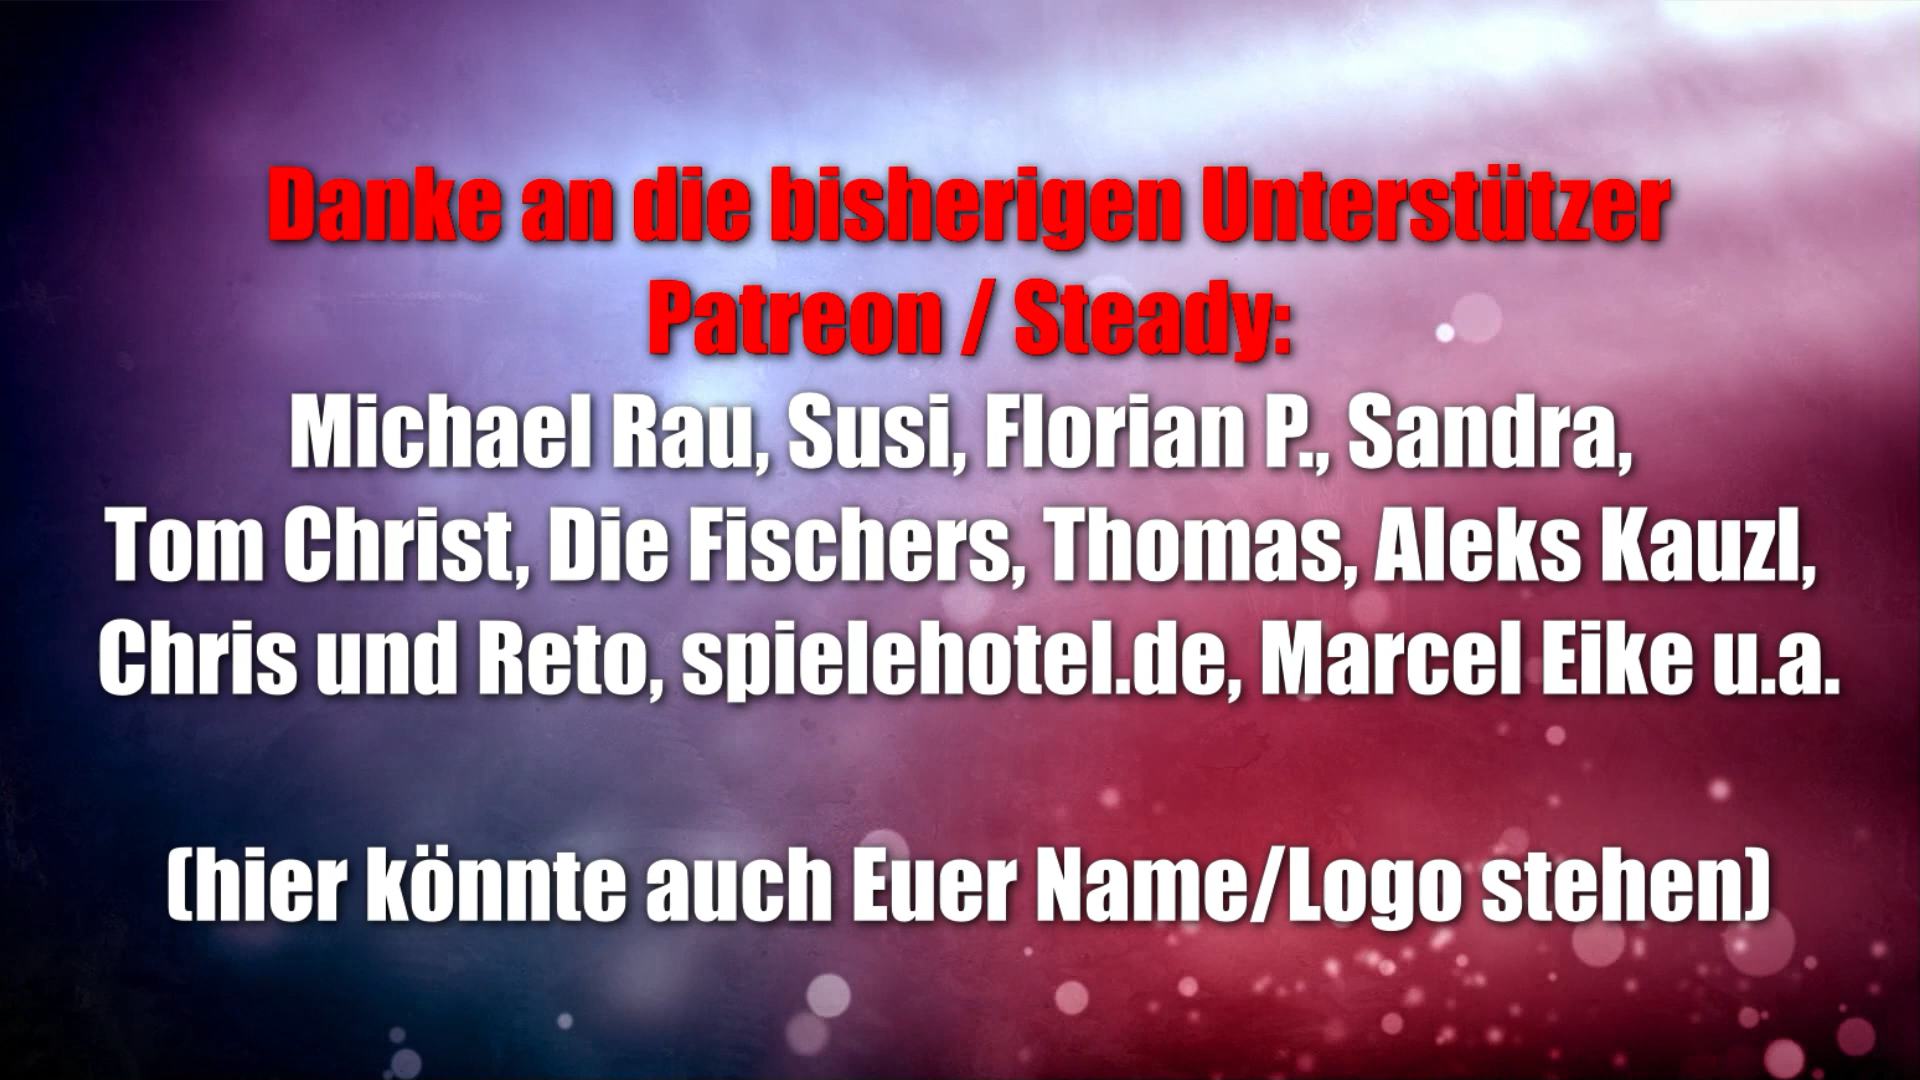 Danke an die bisherigen Unterstützer
Patreon / Steady:
Michael Rau, Susi, Florian P., Sandra,
Tom Christ, Die Fischers, Thomas, Aleks Kauzl,
Chris und Reto, spielehotel.de, Marcel Eike u.a.
(hier könnte auch Euer Name/Logo stehen)